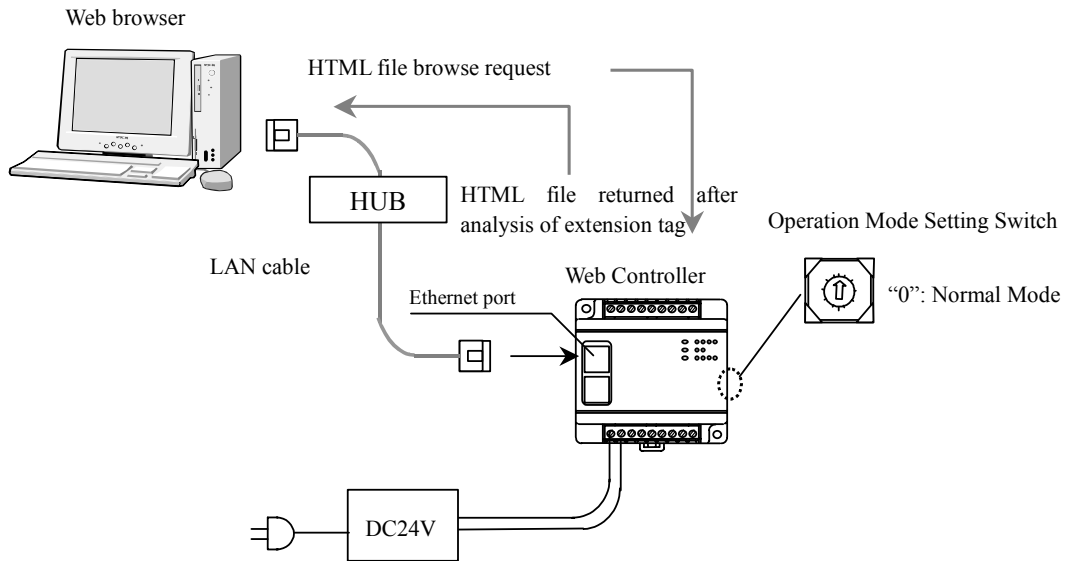 Web browser
HTML file browse request
HUB
HTML file returned after
analysis of extension tag
Operation Mode Setting Switch
LAN cable
Web Controller
Ethernet port
“0”: Normal Mode
DC24V